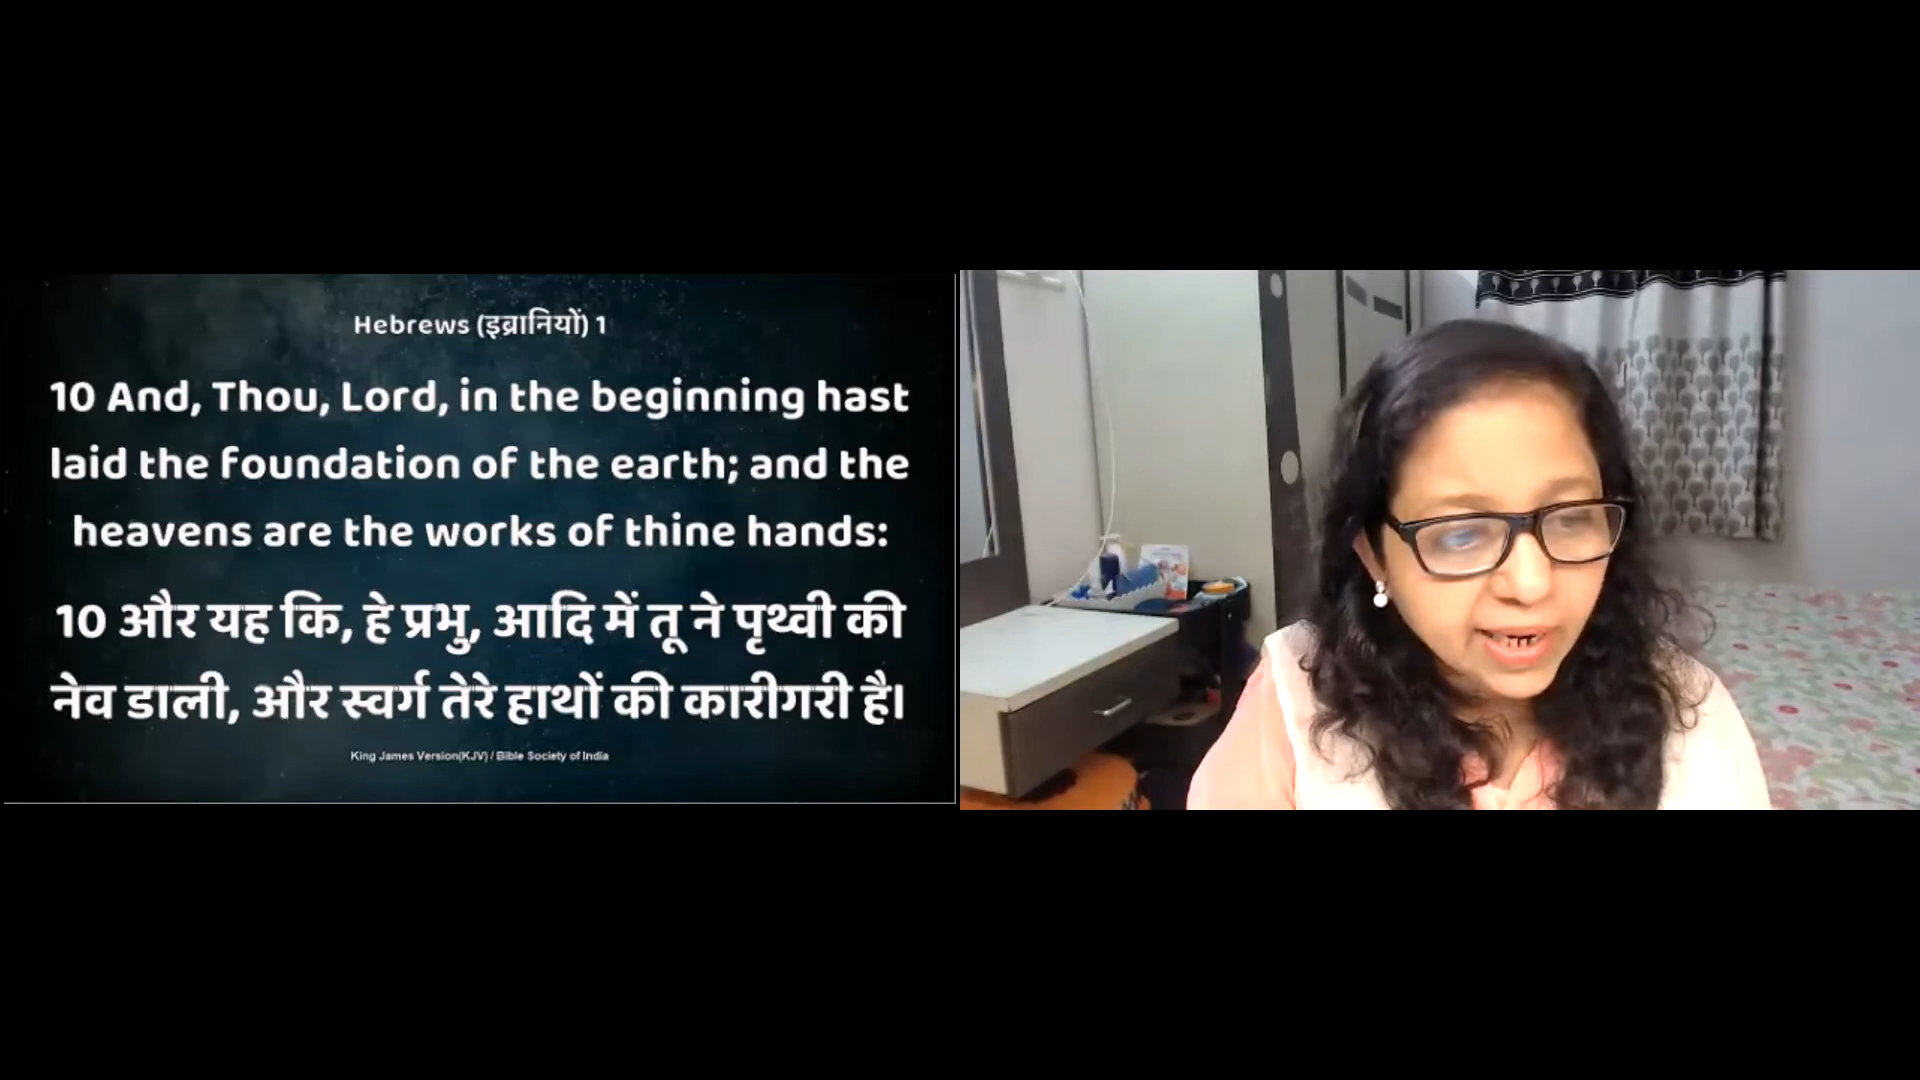 Hebrews (इब्रानियों) 1
10 And, Thou, Lord, in the beginning hast
laid the foundation of the earth; and the
heavens are the works of thine hands:
10 और यह कि, हे प्रभु, आदि में तू ने पृथ्वी की
नेव डाली, और स्वर्ग तेरे हाथों की कारीगरी है।
King James Version(KJV) / Bible Society of India